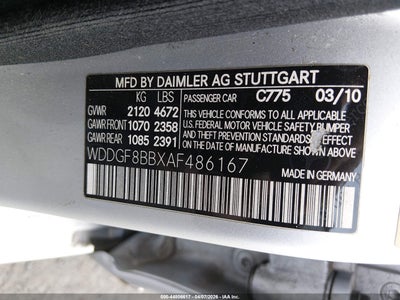 MFD BY DAIMLER AG STUTTGART
KG LBS PASSENGER CAR C775 03/10
GVWR 2120 4672 THIS VEHICLE CONFORMS TO ALL APPLICABLE
GAWR FRONT 1070 2358 U.S. FEDERAL MOTOR VEHICLE SAFETY,
GAWR REAR 1085 2391 BUMPER AND THEFT PREVENTION STANDARDS
IN EFFECT ON THE DATE OF MANUFACTURE SHOWN ABOVE.
WDDGF8BBXAF486167
MADE IN GERMANY